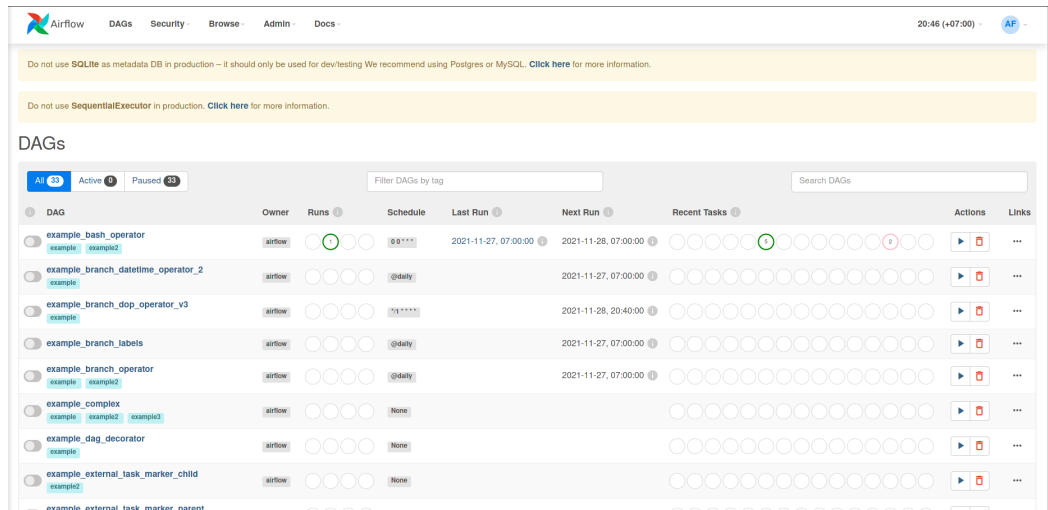 Airflow DAGs Security Browse Admin Docs 20:46 (+07:00) AF
Do not use SQLite as metadata DB in production – it should only be used for dev/testing We recommend using Postgres or MySQL. Click here for more information.
Do not use SequentialExecutor in production. Click here for more information.
DAGs
All 33 Active 0 Paused 33 Filter DAGs by tag Search DAGs
DAG Owner Runs Schedule Last Run Next Run Recent Tasks Actions Links
example_bash_operator airflow 1 0 0 * * * 2021-11-27, 07:00:00 2021-11-28, 07:00:00 5 2
example example2
example_branch_datetime_operator_2 airflow @daily 2021-11-27, 07:00:00
example
example_branch_dop_operator_v3 airflow */1 * * * * 2021-11-28, 20:40:00
example
example_branch_labels airflow @daily 2021-11-27, 07:00:00
example_branch_operator airflow @daily 2021-11-27, 07:00:00
example example2
example_complex airflow None
example example2 example3
example_dag_decorator airflow None
example
example_external_task_marker_child airflow None
example2
example_external_task_marker_parent